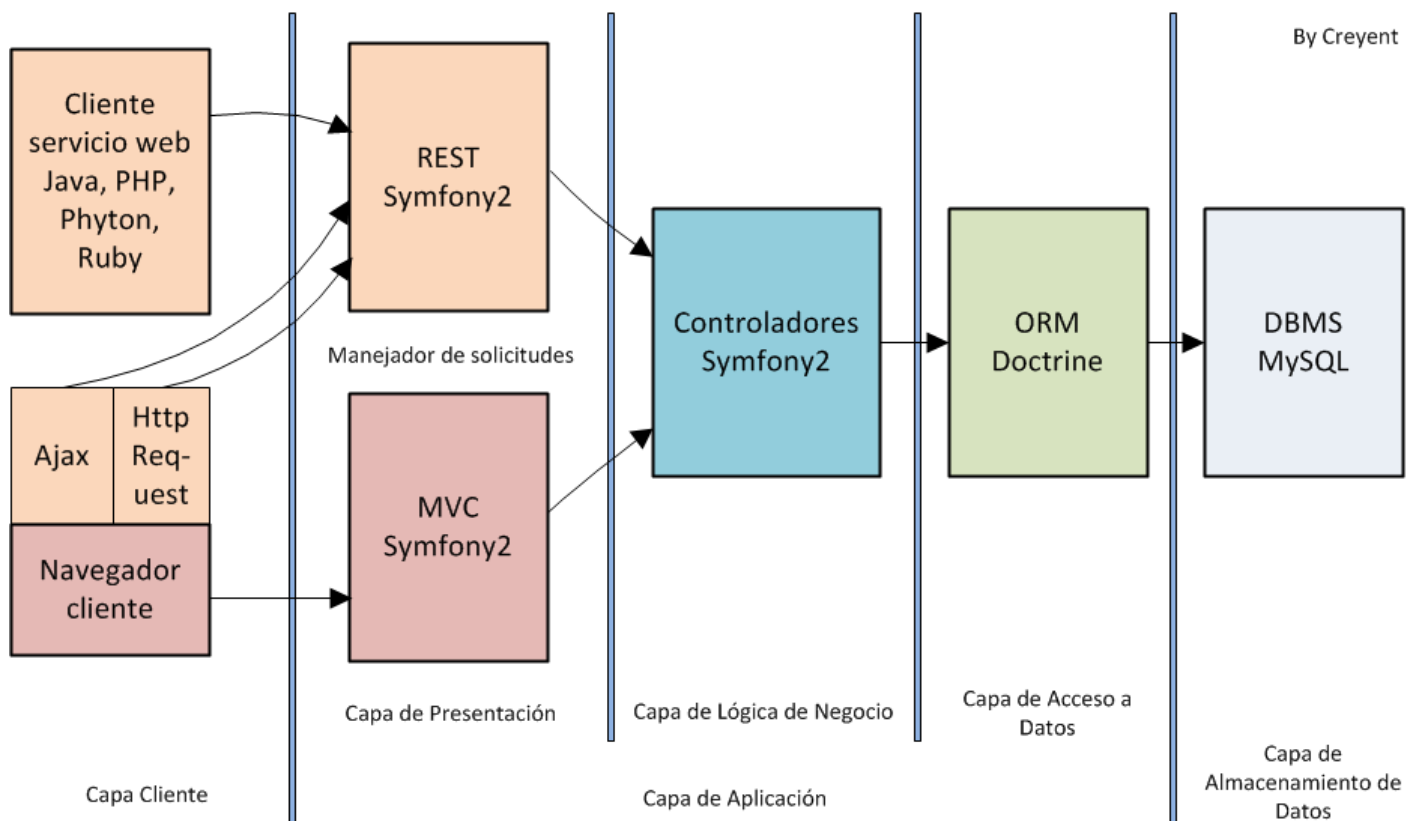 By Creyent
Cliente
servicio web
Java, PHP,
Phyton,
Ruby
REST
Symfony2
Manejador de solicitudes
Controladores
Symfony2
ORM
Doctrine
DBMS
MySQL
Ajax
Http
Req-
uest
Navegador
cliente
MVC
Symfony2
Capa de Presentación
Capa de Lógica de Negocio
Capa de Acceso a
Datos
Capa Cliente
Capa de Aplicación
Capa de
Almacenamiento de
Datos